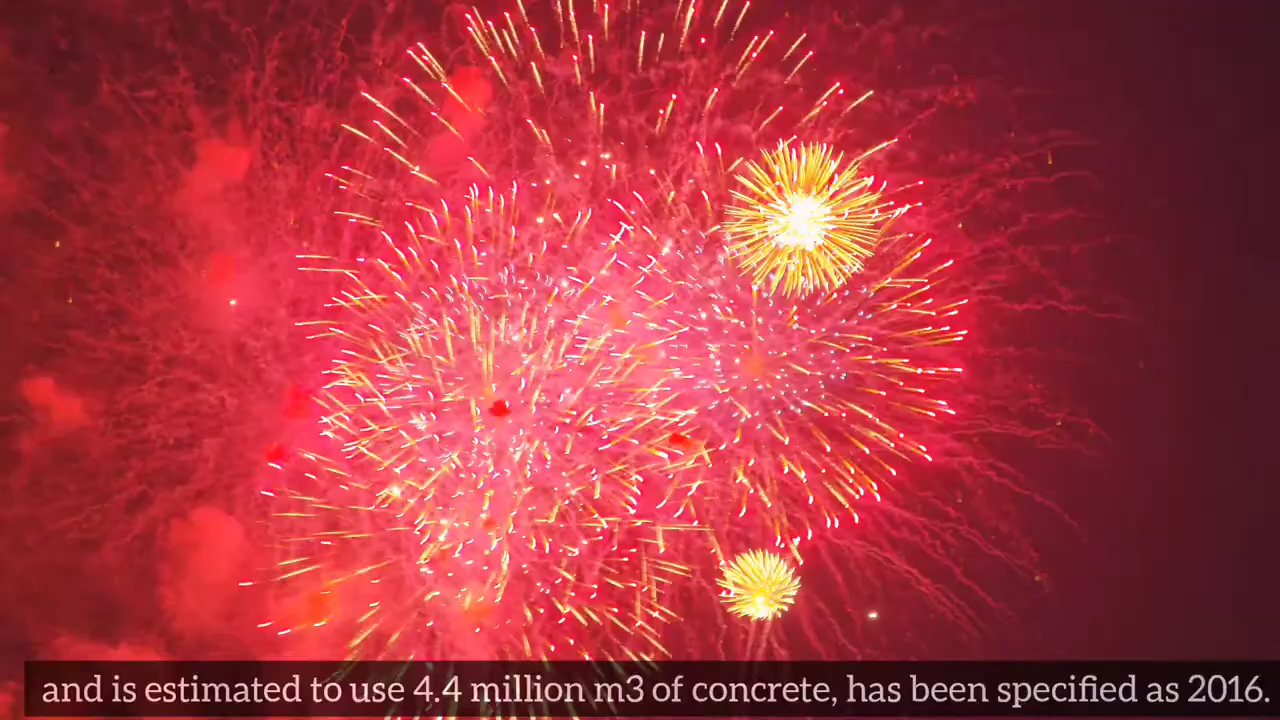 and is estimated to use 4.4 million m3 of concrete, has been specified as 2016.